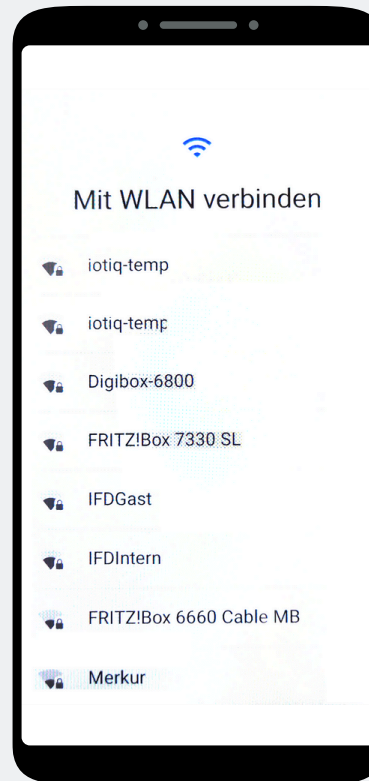 Mit WLAN verbinden
iotiq-temp
iotiq-temp
Digibox-6800
FRITZ!Box 7330 SL
IFDGast
IFDIntern
FRITZ!Box 6660 Cable MB
Merkur